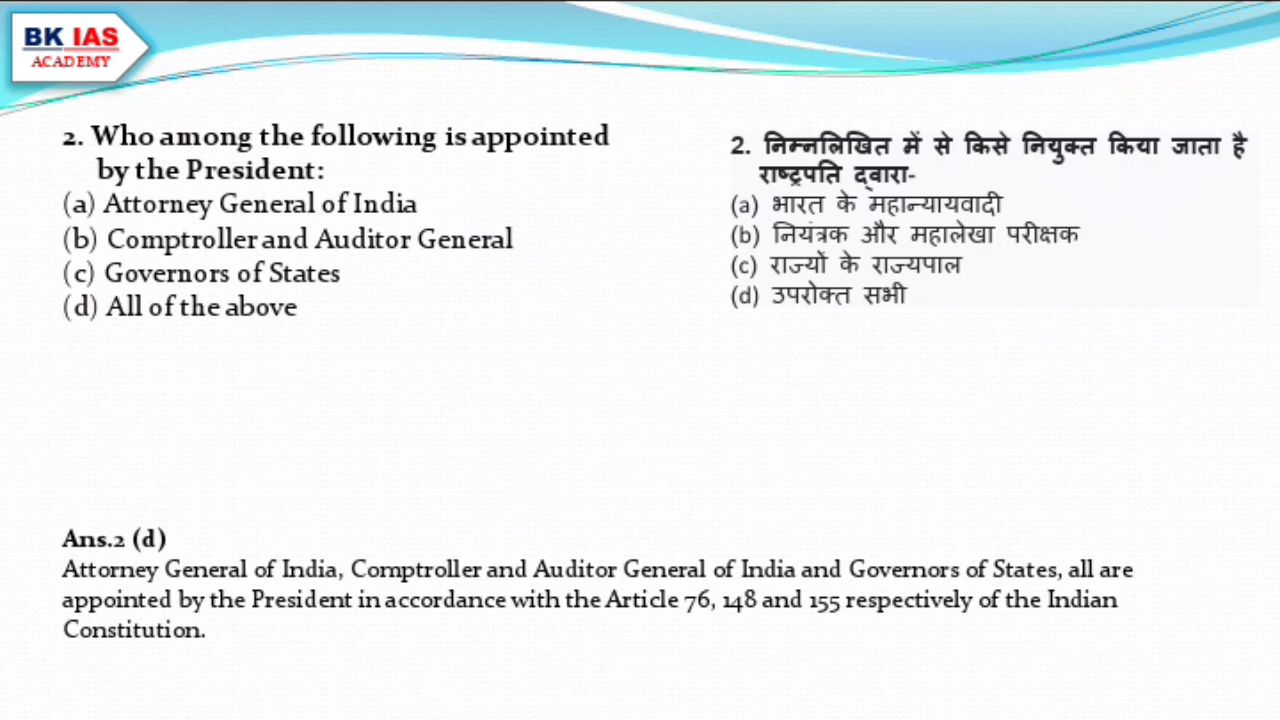 BK IAS
ACADEMY
2. Who among the following is appointed
by the President:
(a) Attorney General of India
(b) Comptroller and Auditor General
(c) Governors of States
(d) All of the above
2. निम्नलिखित में से किसे नियुक्त किया जाता है
राष्ट्रपति द्वारा-
(a) भारत के महान्यायवादी
(b) नियंत्रक और महालेखा परीक्षक
(c) राज्यों के राज्यपाल
(d) उपरोक्त सभी
Ans.2 (d)
Attorney General of India, Comptroller and Auditor General of India and Governors of States, all are
appointed by the President in accordance with the Article 76, 148 and 155 respectively of the Indian
Constitution.